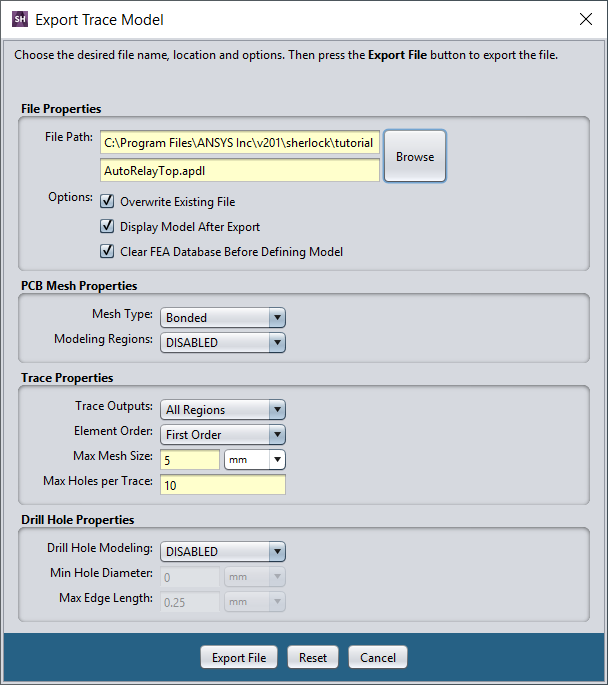 SH Export Trace Model
Choose the desired file name, location and options. Then press the Export File button to export the file.
File Properties
File Path: C:\Program Files\ANSYS Inc\v201\sherlock\tutorial
Browse
AutoRelayTop.apdl
Options: Overwrite Existing File
Display Model After Export
Clear FEA Database Before Defining Model
PCB Mesh Properties
Mesh Type: Bonded
Modeling Regions: DISABLED
Trace Properties
Trace Outputs: All Regions
Element Order: First Order
Max Mesh Size: 5 mm
Max Holes per Trace: 10
Drill Hole Properties
Drill Hole Modeling: DISABLED
Min Hole Diameter: 0 mm
Max Edge Length: 0.25 mm
Export File Reset Cancel